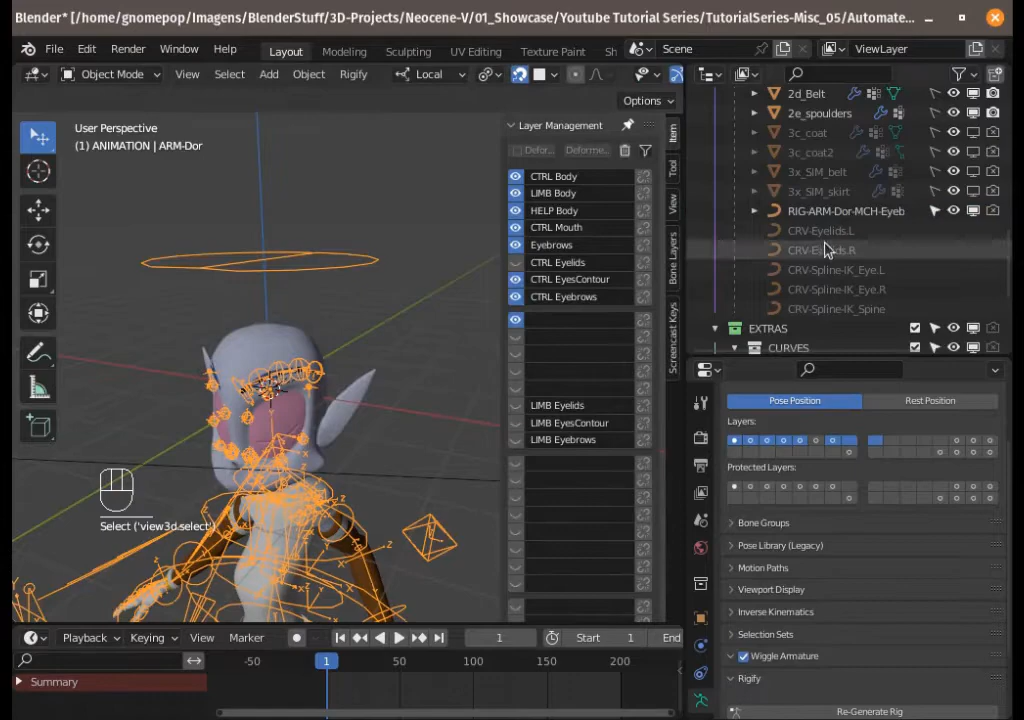 Blender* [/home/gnomepop/Imagens/BlenderStuff/3D-Projects/Neocene-V/01_Showcase/Youtube Tutorial Series/TutorialSeries-Misc_05/Automate...
File Edit Render Window Help Layout Modeling Sculpting UV Editing Texture Paint Sh Scene ViewLayer
Object Mode View Select Add Object Rigify Local
Options
User Perspective
(1) ANIMATION | ARM-Dor
Layer Management
Defor... Deforme...
CTRL Body
LIMB Body
HELP Body
CTRL Mouth
Eyebrows
CTRL Eyelids
CTRL EyesContour
CTRL Eyebrows
LIMB Eyelids
LIMB EyesContour
LIMB Eyebrows
Item
Tool
View
Bone Layers
Screencast Keys
Select ('view3d.select')
2d_Belt
2e_spoulders
3c_coat
3c_coat2
3x_SIM_belt
3x_SIM_skirt
RIG-ARM-Dor-MCH-Eyeb
CRV-Eyelids.L
CRV-Spline-IK_Eye.L
CRV-Spline-IK_Eye.R
CRV-Spline-IK_Spine
EXTRAS
CURVES
Pose Position Rest Position
Layers:
Protected Layers:
Bone Groups
Pose Library (Legacy)
Motion Paths
Viewport Display
Inverse Kinematics
Selection Sets
Wiggle Armature
Rigify
Re-Generate Rig
Playback Keying View Marker 1 Start 1 End
-50 1 50 100 150 200
Summary